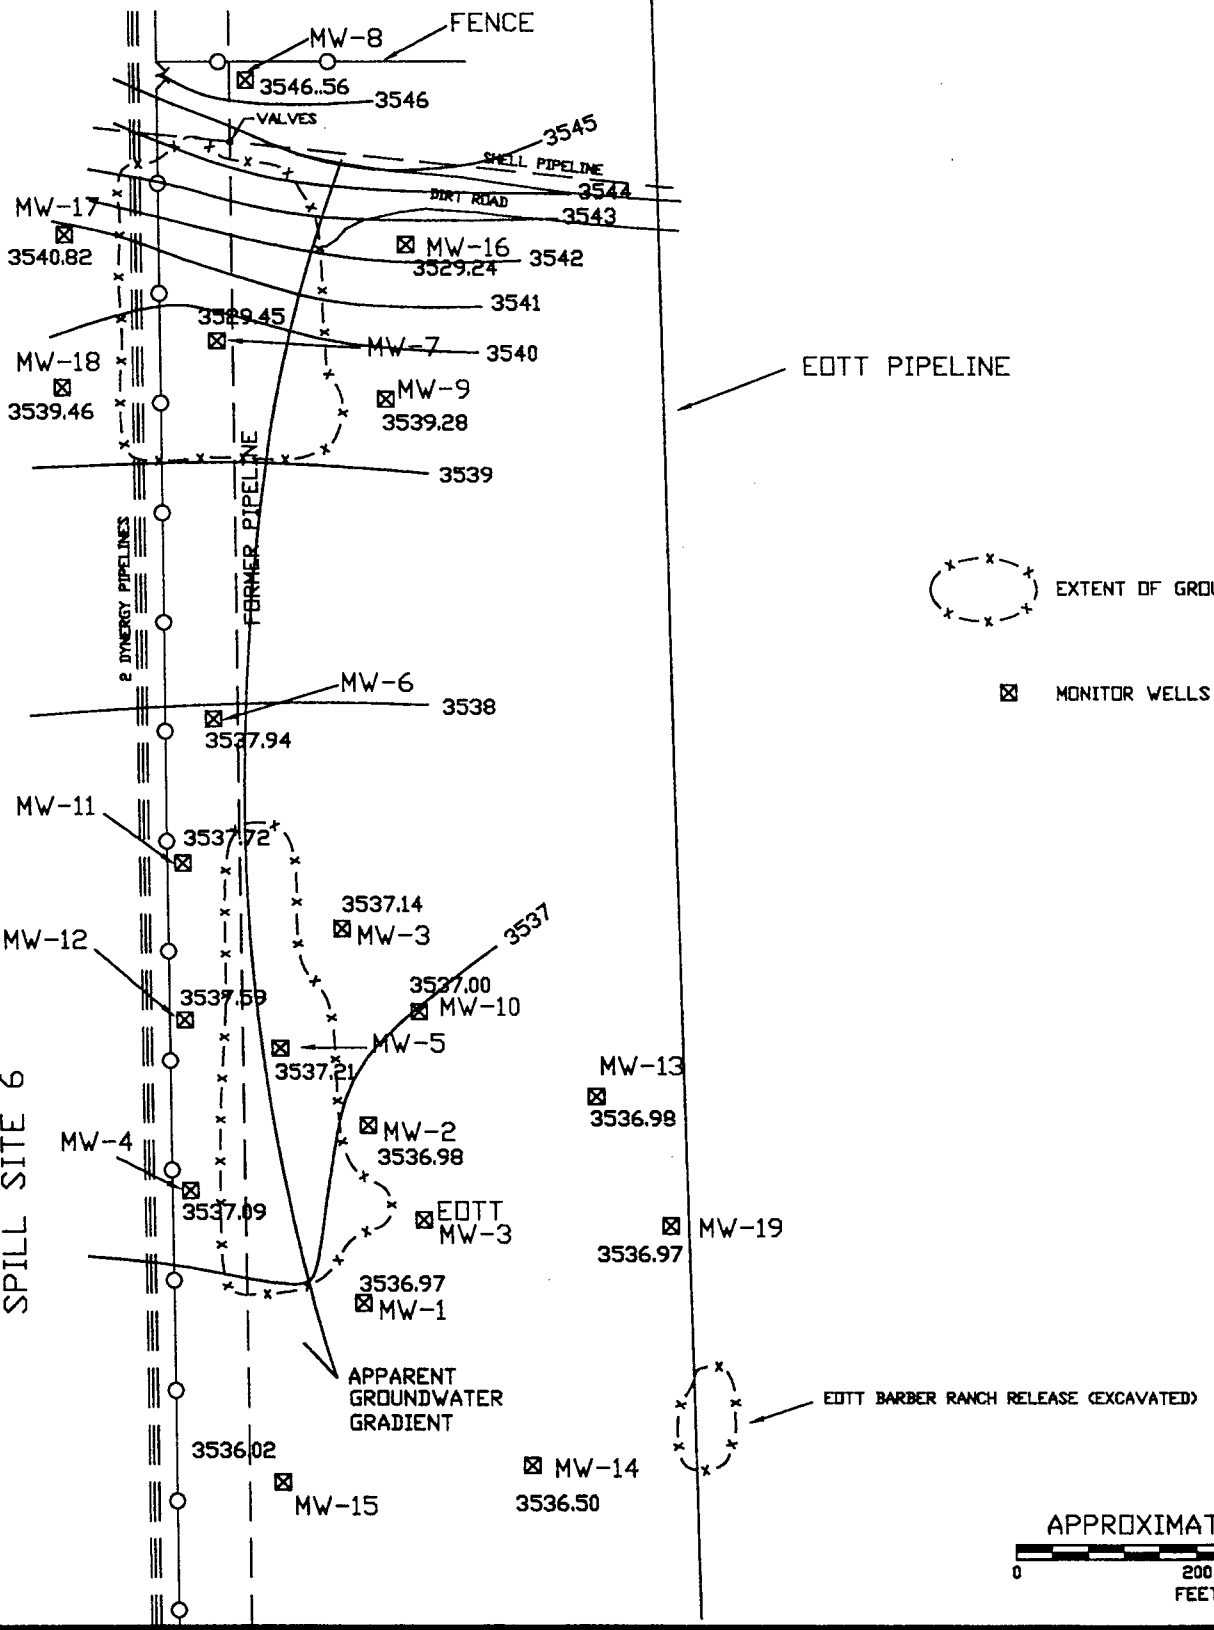 FENCE
MW-8
3546..56
3546
VALVES
3545
SHELL PIPELINE
3544
DIRT ROAD
3543
MW-17
3540.82
MW-16
3529.24
3542
3541
3529.45
MW-7
3540
MW-18
3539.46
MW-9
3539.28
EOTT PIPELINE
3539
FORMER PIPELINE
2 DYNERGY PIPELINES
EXTENT OF GROU
MONITOR WELLS
MW-6
3538
3537.94
MW-11
3537.72
3537.14
MW-3
3537
MW-12
3537.59
3537.00
MW-10
MW-5
3537.21
MW-13
3536.98
MW-2
3536.98
MW-4
3537.09
EOTT
MW-3
MW-19
3536.97
SPILL SITE 6
3536.97
MW-1
APPARENT
GROUNDWATER
GRADIENT
EOTT BARBER RANCH RELEASE (EXCAVATED)
3536.02
MW-15
MW-14
3536.50
APPROXIMAT
0
200
FEET